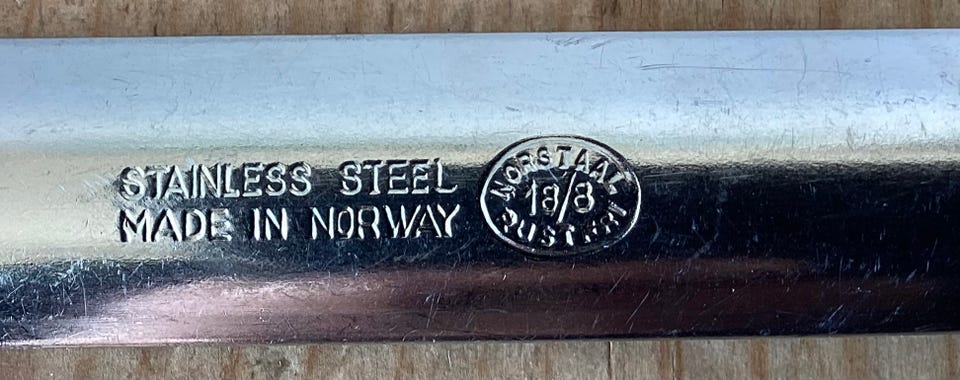 STAINLESS STEEL
MADE IN NORWAY
NORSTAAL
18/8
RUSTFRI